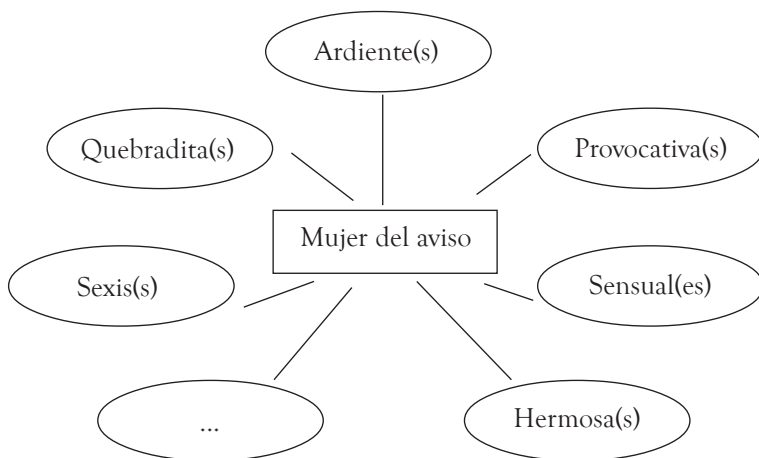 Ardiente(s)
Quebradita(s)
Provocativa(s)
Mujer del aviso
Sexis(s)
Sensual(es)
...
Hermosa(s)